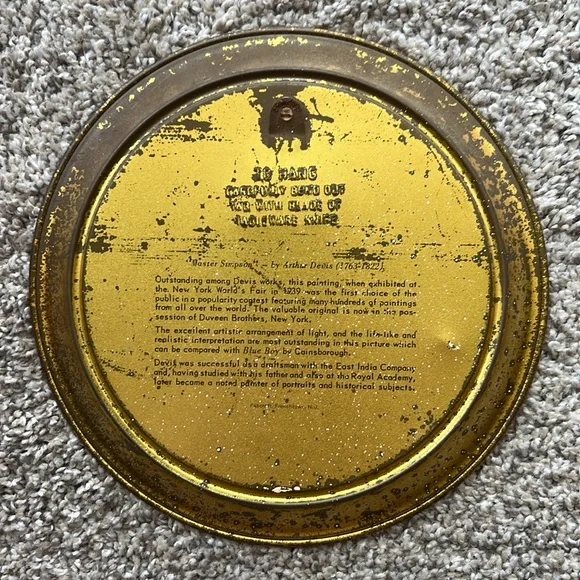 TO HANG
CAREFULLY BEND OUT
TAB WITH BLADE OF
TABLEWARE KNIFE
"Master Simpson" — by Arthur Devis (1763-1822)
Outstanding among Devis works, this painting, when exhibited at
the New York World's Fair in 1939 was the first choice of the
public in a popularity contest featuring many hundreds of paintings
from all over the world. The valuable original is now in the pos-
session of Duveen Brothers, New York.
The excellent artistic arrangement of light, and the life-like and
realistic interpretation are most outstanding in this picture which
can be compared with Blue Boy by Gainsborough.
Devis was successful as a draftsman with the East India Company
and, having studied with his father and also at the Royal Academy,
later became a noted painter of portraits and historical subjects.
N.J.